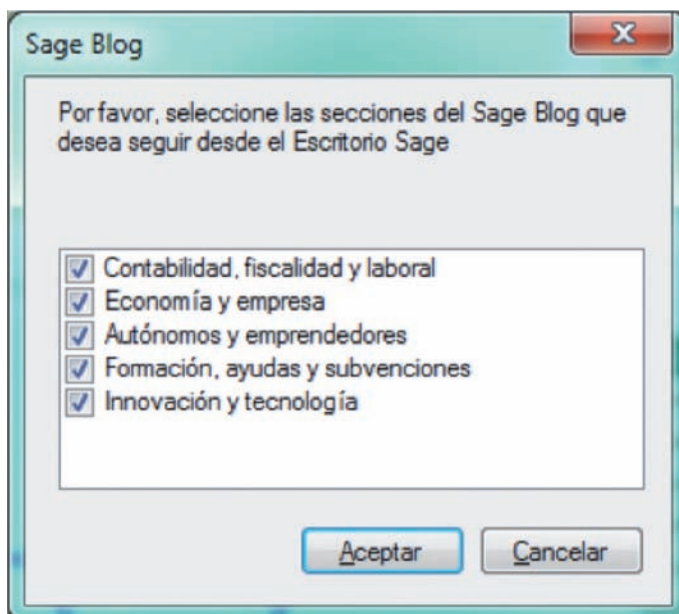 Sage Blog
Por favor, seleccione las secciones del Sage Blog que
desea seguir desde el Escritorio Sage
Contabilidad, fiscalidad y laboral
Economía y empresa
Autónomos y emprendedores
Formación, ayudas y subvenciones
Innovación y tecnología
Aceptar
Cancelar